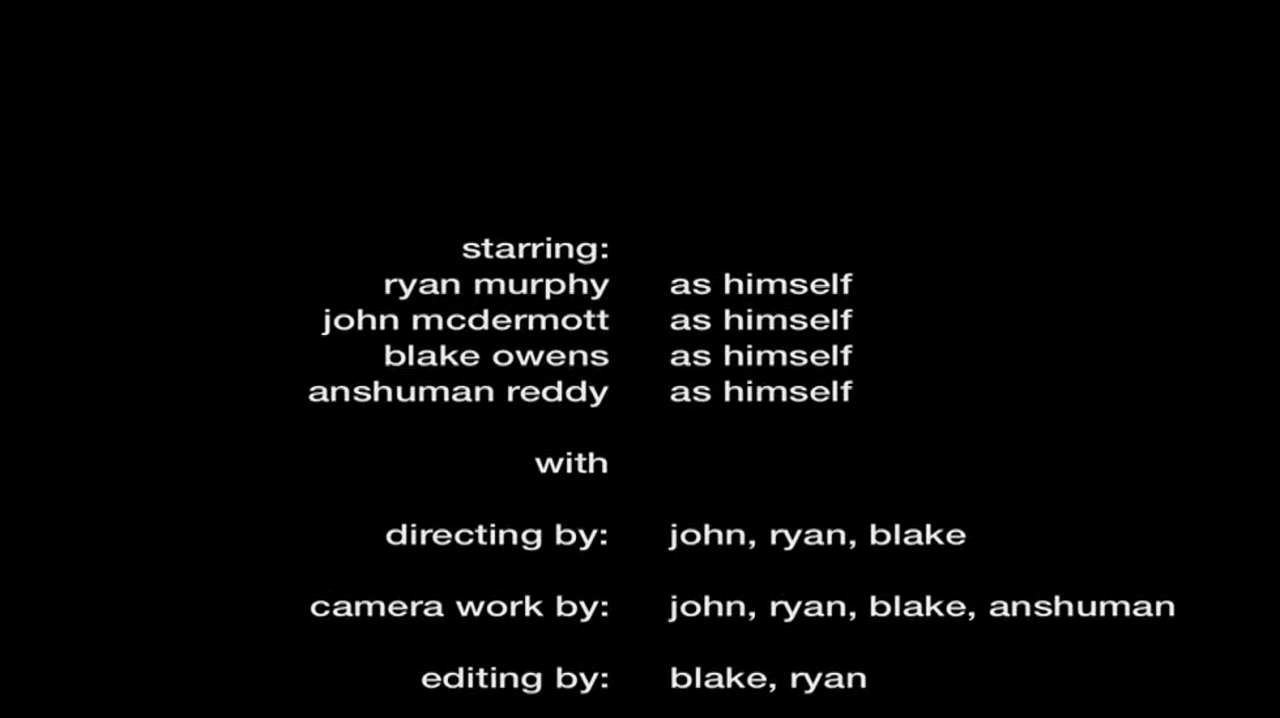 starring:
ryan murphy as himself
john mcdermott as himself
blake owens as himself
anshuman reddy as himself
with
directing by: john, ryan, blake
camera work by: john, ryan, blake, anshuman
editing by: blake, ryan